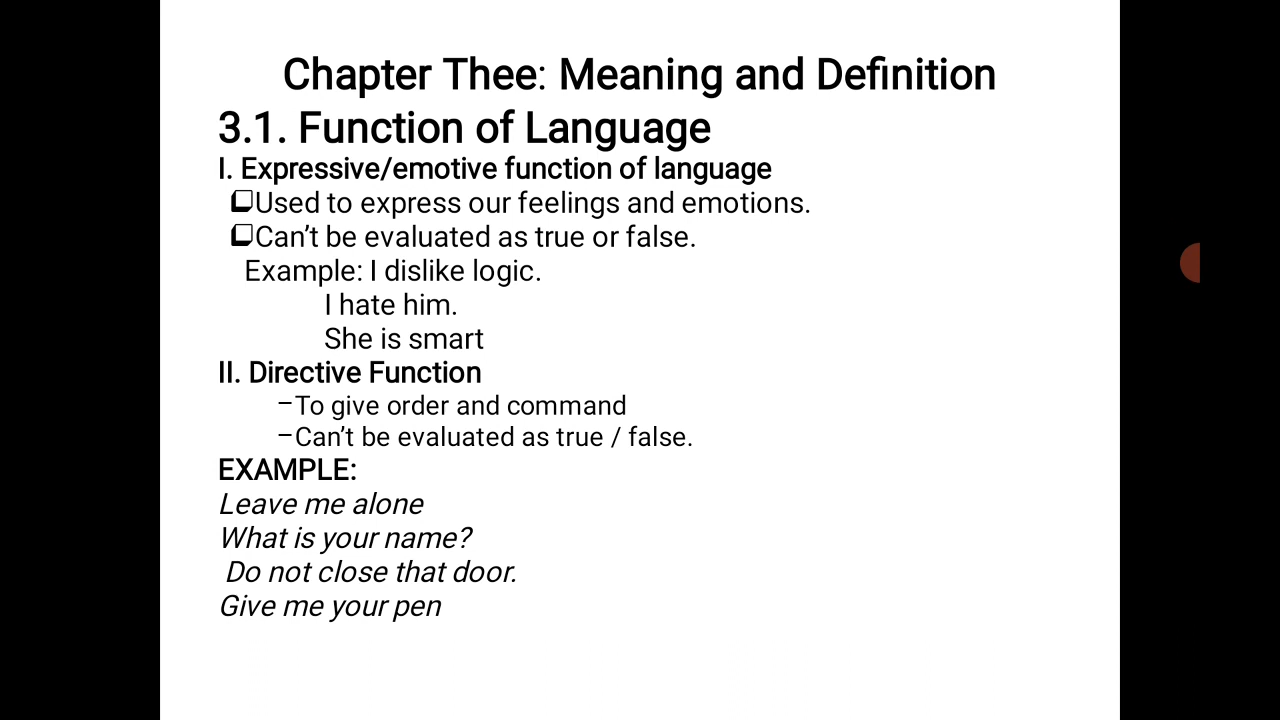 Chapter Thee: Meaning and Definition
3.1. Function of Language
I. Expressive/emotive function of language
❑Used to express our feelings and emotions.
❑Can’t be evaluated as true or false.
Example: I dislike logic.
I hate him.
She is smart
II. Directive Function
–To give order and command
–Can’t be evaluated as true / false.
EXAMPLE:
Leave me alone
What is your name?
Do not close that door.
Give me your pen